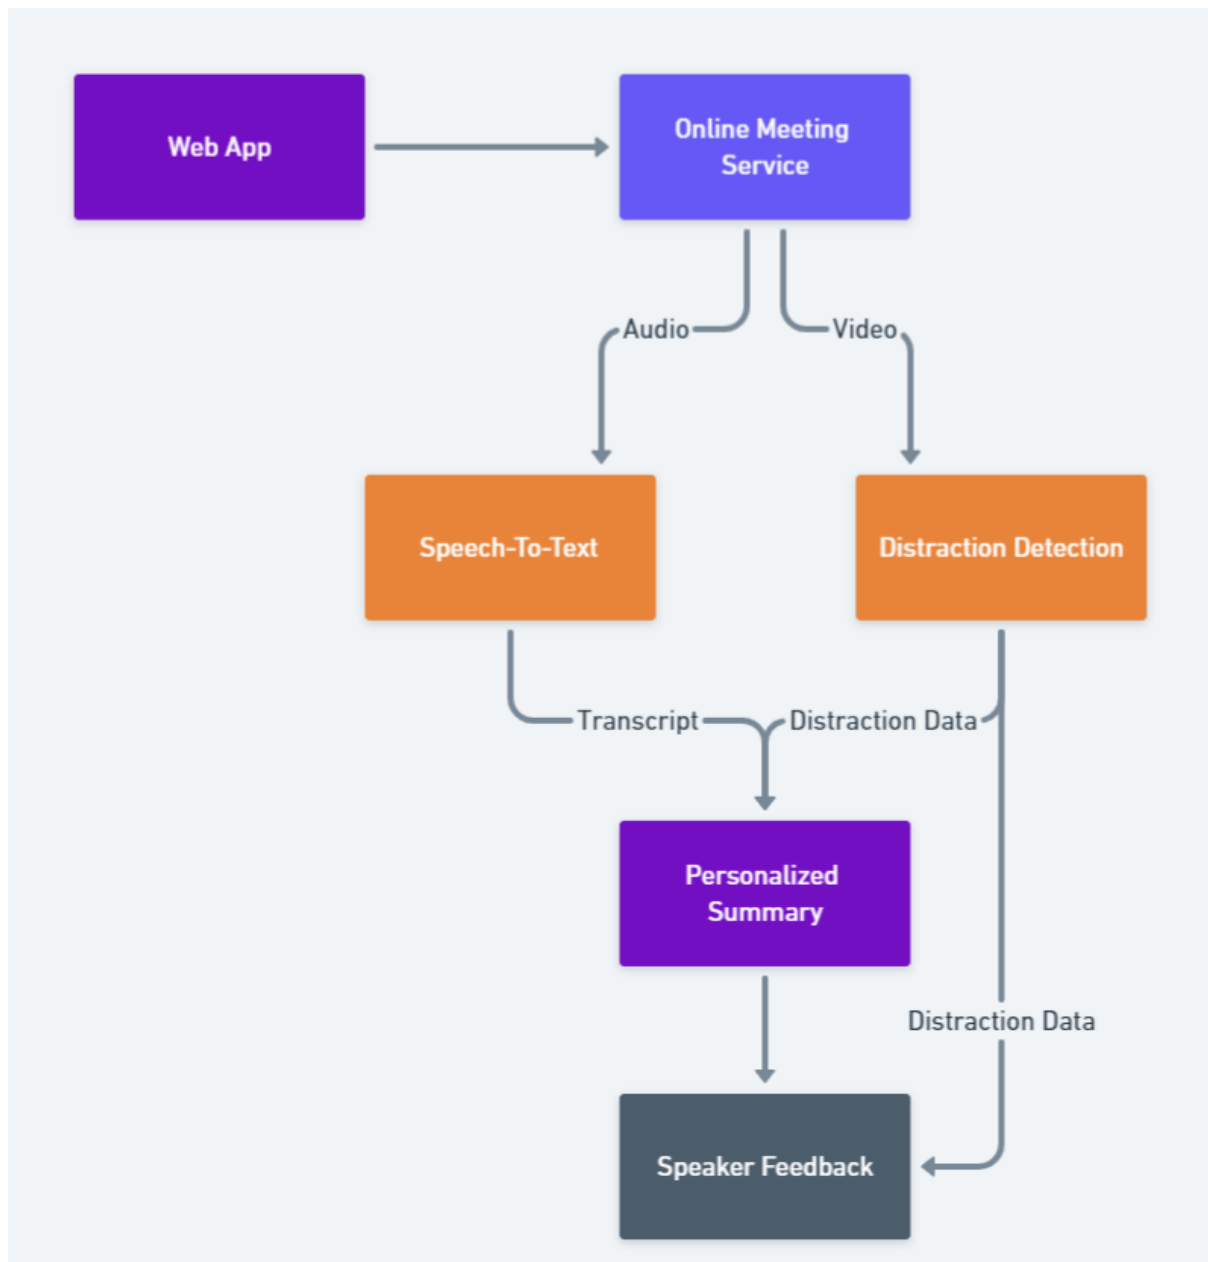 Web App
Online Meeting
Service
Audio
Video
Speech-To-Text
Distraction Detection
Transcript
Distraction Data
Personalized
Summary
Distraction Data
Speaker Feedback